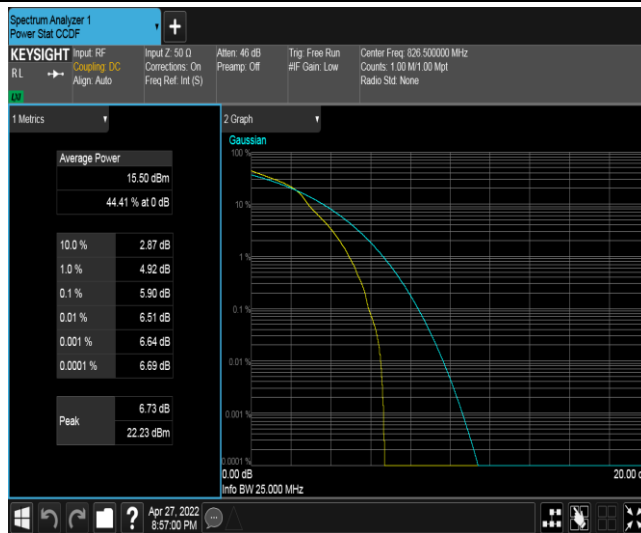 Spectrum Analyzer 1
Power Stat CCDF
+
KEYSIGHT
RL
Input: RF
Coupling: DC
Align: Auto
Input Z: 50 Ω
Corrections: On
Freq Ref: Int (S)
Atten: 46 dB
Preamp: Off
Trig: Free Run
#IF Gain: Low
Center Freq: 826.500000 MHz
Counts: 1.00 M/1.00 Mpt
Radio Std: None
1 Metrics
Average Power
15.50 dBm
44.41 % at 0 dB
10.0 % 2.87 dB
1.0 % 4.92 dB
0.1 % 5.90 dB
0.01 % 6.51 dB
0.001 % 6.64 dB
0.0001 % 6.69 dB
Peak
6.73 dB
22.23 dBm
2 Graph
Gaussian
100 %
10 %
1 %
0.1 %
0.01 %
0.001 %
0.0001 %
0.00 dB
20.00
Info BW 25.000 MHz
?
Apr 27, 2022
8:57:00 PM